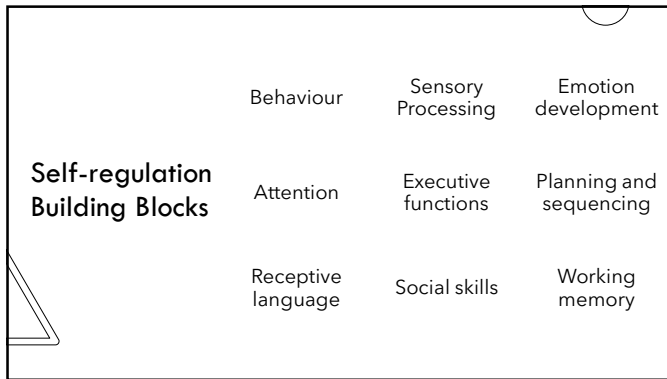 Self-regulation
Building Blocks
Behaviour
Sensory
Processing
Emotion
development
Attention
Executive
functions
Planning and
sequencing
Receptive
language
Social skills
Working
memory